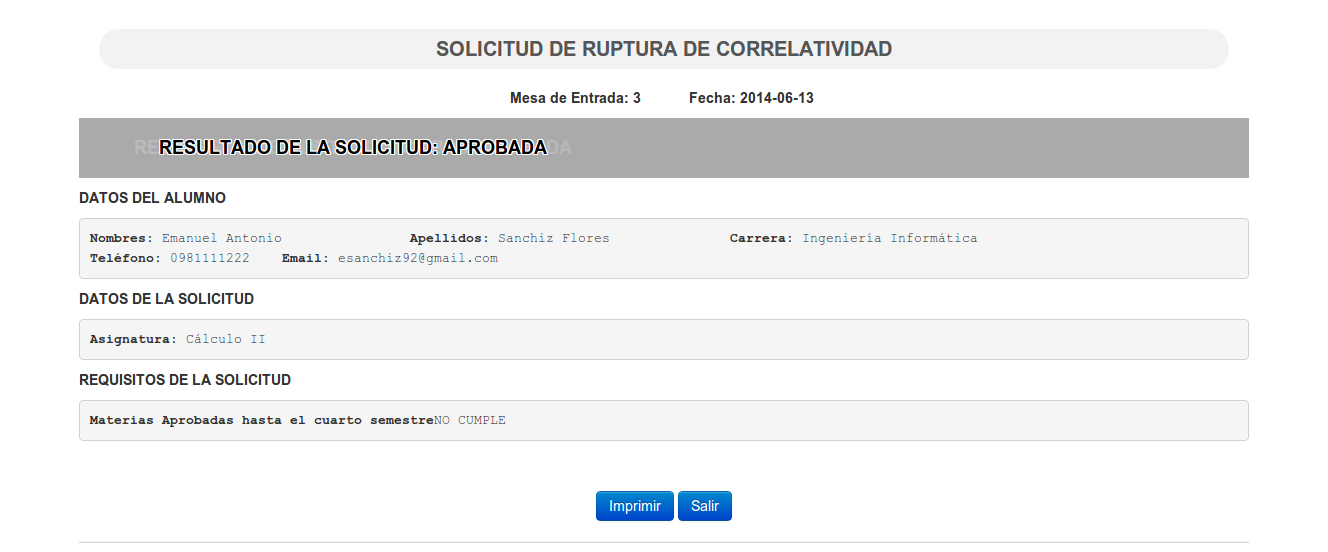 SOLICITUD DE RUPTURA DE CORRELATIVIDAD
Mesa de Entrada: 3 Fecha: 2014-06-13
RESULTADO DE LA SOLICITUD: APROBADA
DATOS DEL ALUMNO
Nombres: Emanuel Antonio Apellidos: Sanchiz Flores Carrera: Ingeniería Informática
Teléfono: 0981111222 Email: esanchiz92@gmail.com
DATOS DE LA SOLICITUD
Asignatura: Cálculo II
REQUISITOS DE LA SOLICITUD
Materias Aprobadas hasta el cuarto semestreNO CUMPLE
Imprimir Salir